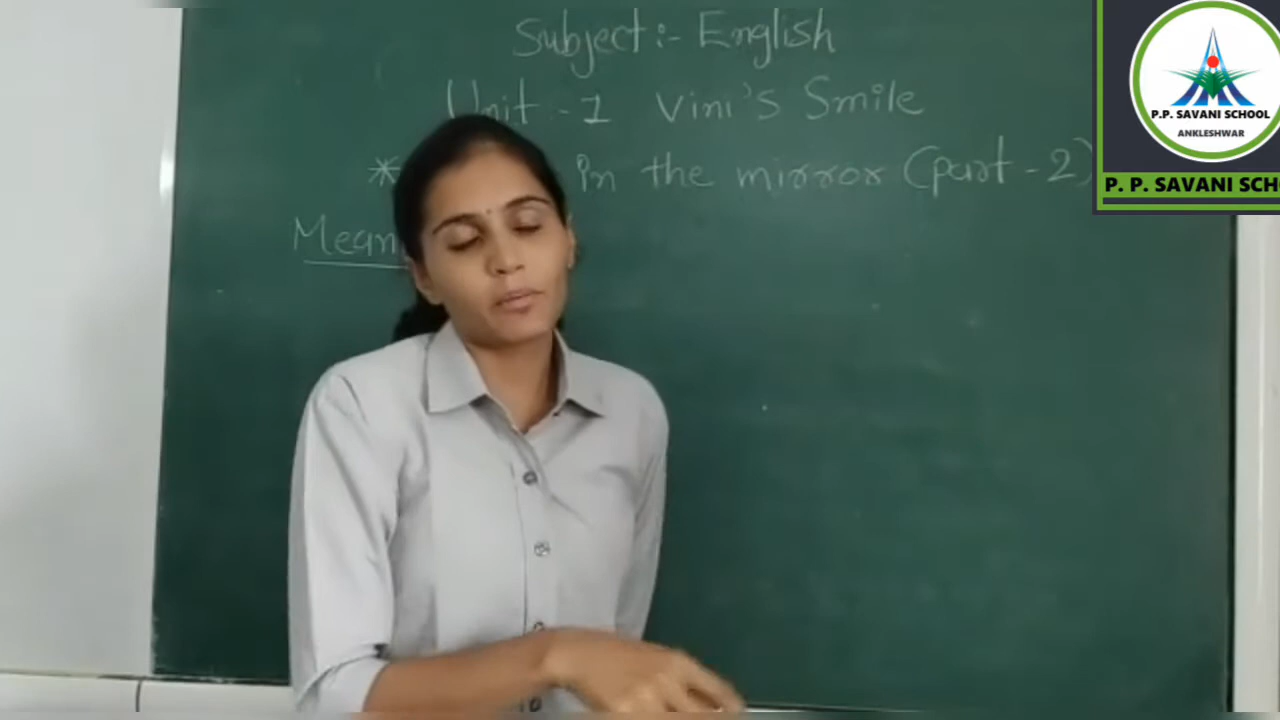 Subject:- English
Unit - 1 Vini's Smile
* in the mirror (part - 2)
Mean
P.P. SAVANI SCHOOL
ANKLESHWAR
P. P. SAVANI SCH